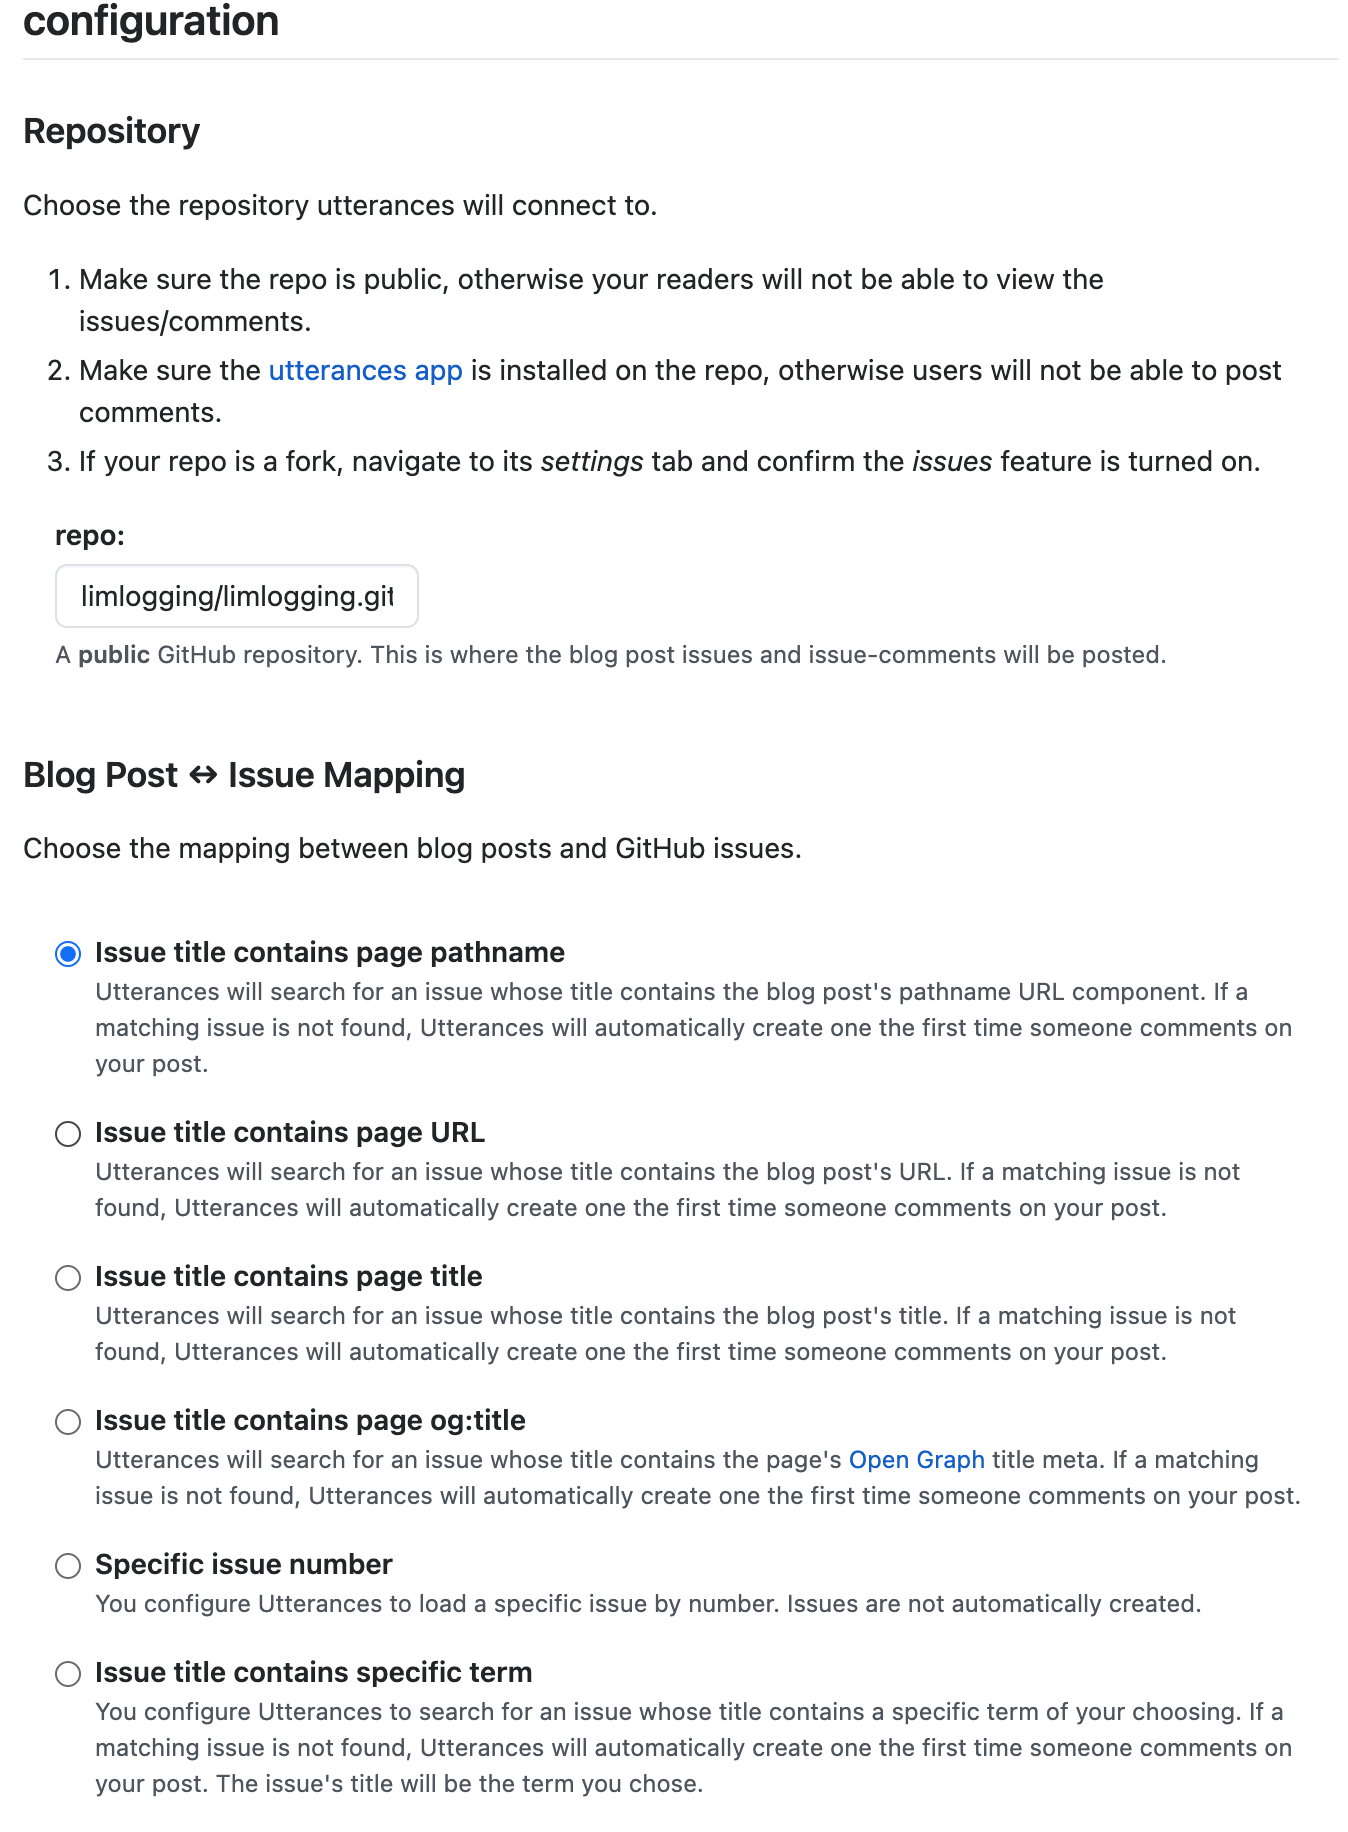 configuration
Repository
Choose the repository utterances will connect to.
1. Make sure the repo is public, otherwise your readers will not be able to view the
issues/comments.
2. Make sure the utterances app is installed on the repo, otherwise users will not be able to post
comments.
3. If your repo is a fork, navigate to its settings tab and confirm the issues feature is turned on.
repo:
limlogging/limlogging.git
A public GitHub repository. This is where the blog post issues and issue-comments will be posted.
Blog Post ↔ Issue Mapping
Choose the mapping between blog posts and GitHub issues.
Issue title contains page pathname
Utterances will search for an issue whose title contains the blog post's pathname URL component. If a
matching issue is not found, Utterances will automatically create one the first time someone comments on
your post.
Issue title contains page URL
Utterances will search for an issue whose title contains the blog post's URL. If a matching issue is not
found, Utterances will automatically create one the first time someone comments on your post.
Issue title contains page title
Utterances will search for an issue whose title contains the blog post's title. If a matching issue is not
found, Utterances will automatically create one the first time someone comments on your post.
Issue title contains page og:title
Utterances will search for an issue whose title contains the page's Open Graph title meta. If a matching
issue is not found, Utterances will automatically create one the first time someone comments on your post.
Specific issue number
You configure Utterances to load a specific issue by number. Issues are not automatically created.
Issue title contains specific term
You configure Utterances to search for an issue whose title contains a specific term of your choosing. If a
matching issue is not found, Utterances will automatically create one the first time someone comments on
your post. The issue's title will be the term you chose.